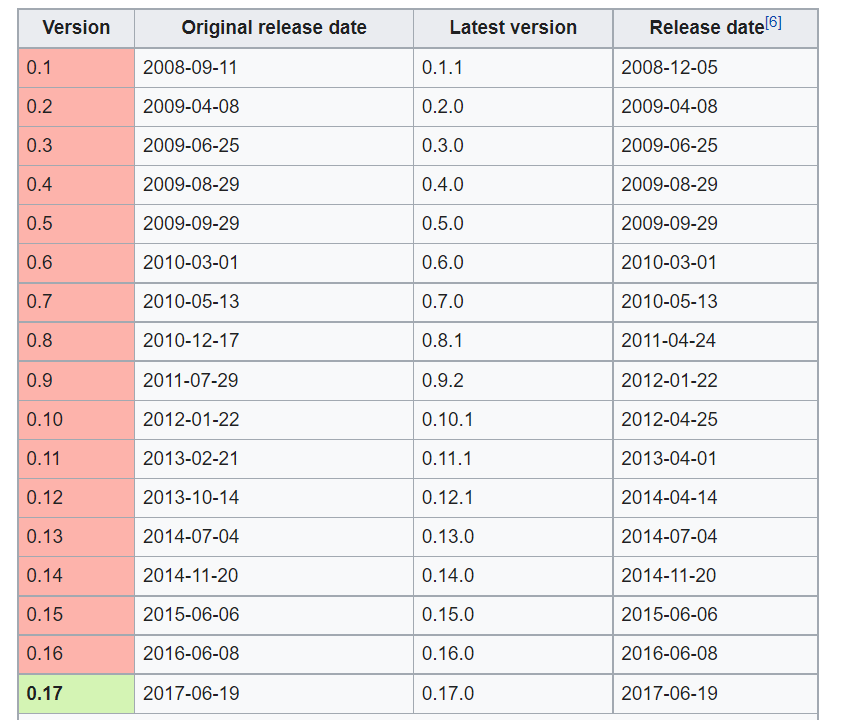 Version Original release date Latest version Release date[6]
0.1 2008-09-11 0.1.1 2008-12-05
0.2 2009-04-08 0.2.0 2009-04-08
0.3 2009-06-25 0.3.0 2009-06-25
0.4 2009-08-29 0.4.0 2009-08-29
0.5 2009-09-29 0.5.0 2009-09-29
0.6 2010-03-01 0.6.0 2010-03-01
0.7 2010-05-13 0.7.0 2010-05-13
0.8 2010-12-17 0.8.1 2011-04-24
0.9 2011-07-29 0.9.2 2012-01-22
0.10 2012-01-22 0.10.1 2012-04-25
0.11 2013-02-21 0.11.1 2013-04-01
0.12 2013-10-14 0.12.1 2014-04-14
0.13 2014-07-04 0.13.0 2014-07-04
0.14 2014-11-20 0.14.0 2014-11-20
0.15 2015-06-06 0.15.0 2015-06-06
0.16 2016-06-08 0.16.0 2016-06-08
0.17 2017-06-19 0.17.0 2017-06-19